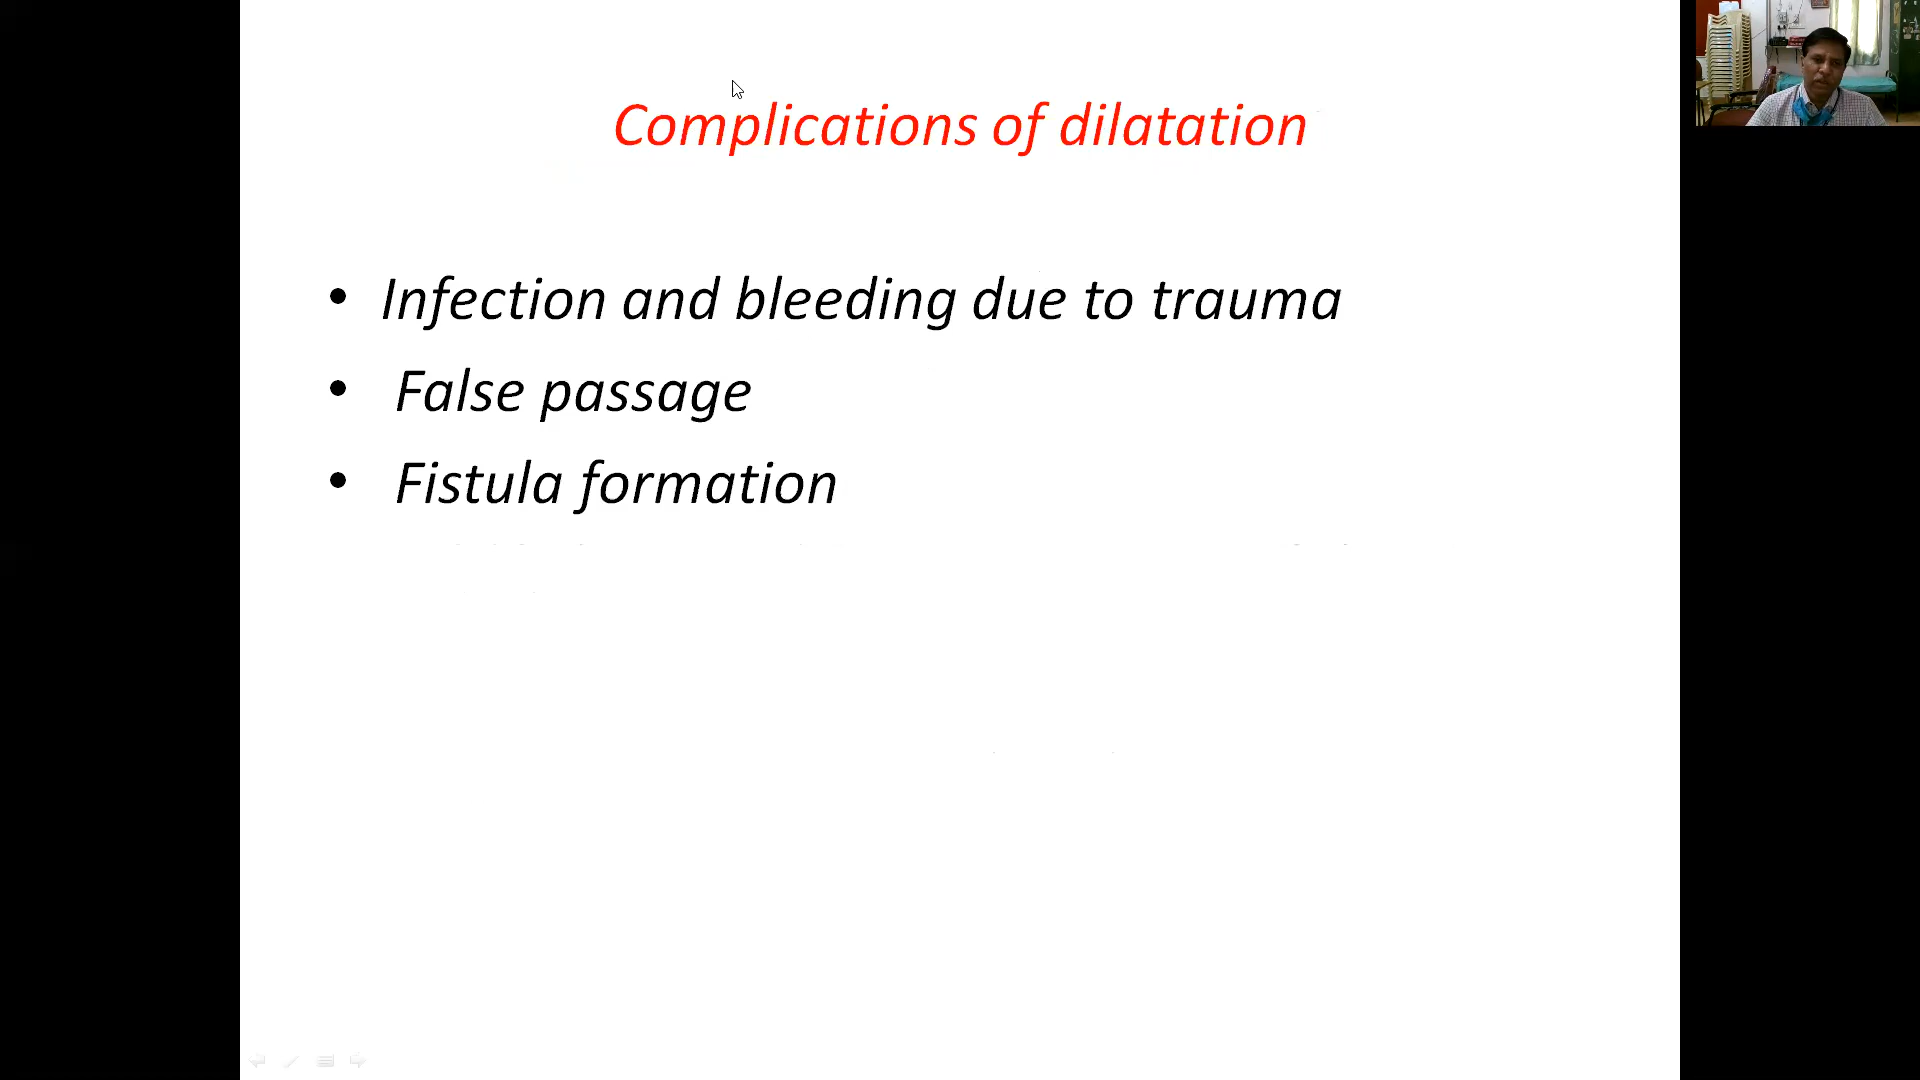 Complications of dilatation
• Infection and bleeding due to trauma
• False passage
• Fistula formation